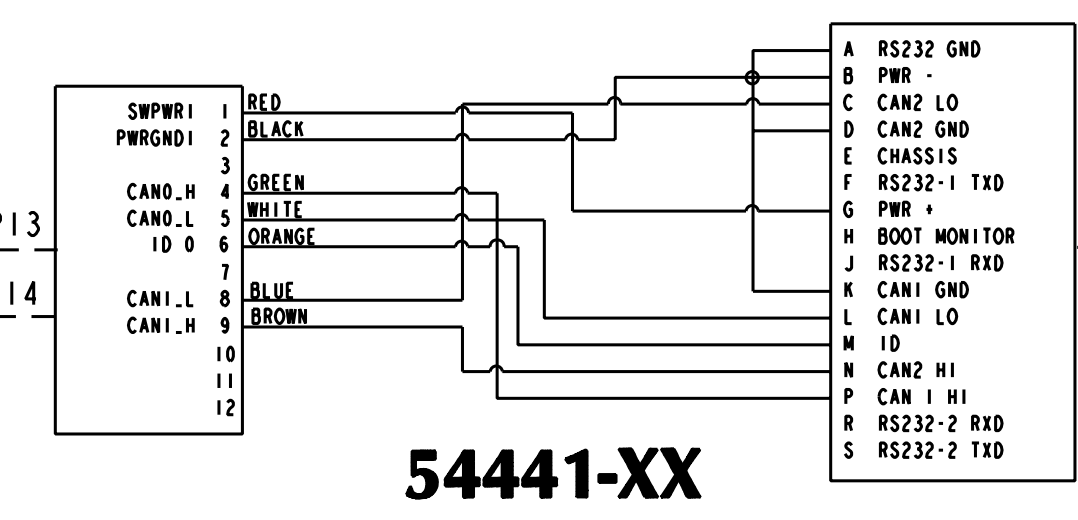 A RS232 GND
B PWR -
C CAN2 LO
D CAN2 GND
E CHASSIS
F RS232-1 TXD
G PWR +
H BOOT MONITOR
J RS232-1 RXD
K CAN1 GND
L CAN1 LO
M ID
N CAN2 HI
P CAN 1 HI
R RS232-2 RXD
S RS232-2 TXD
SWPWR1 1 RED
PWRGND1 2 BLACK
3
CAN0_H 4 GREEN
CAN0_L 5 WHITE
ID 0 6 ORANGE
7
CAN1_L 8 BLUE
CAN1_H 9 BROWN
10
11
12
13
14
54441-XX